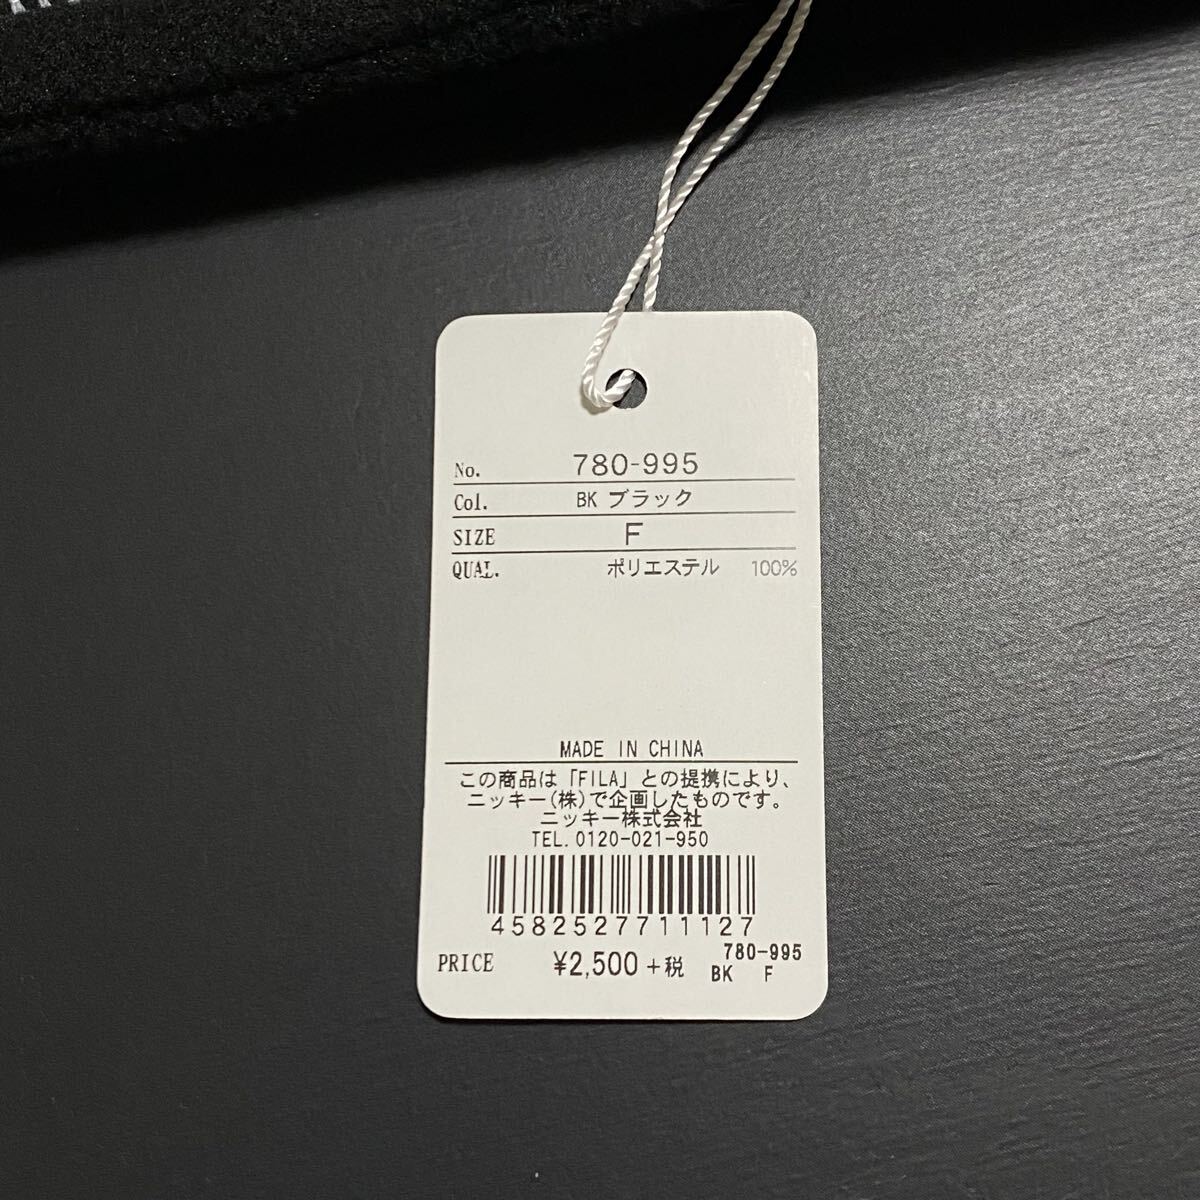 No. 780-995
Col. BK ブラック
SIZE F
QUAL. ポリエステル 100%
MADE IN CHINA
この商品は「FILA」との提携により、
ニッキー(株)で企画したものです。
ニッキー株式会社
TEL. 0120-021-950
4582527711127
780-995
PRICE ¥2,500 +税 BK F